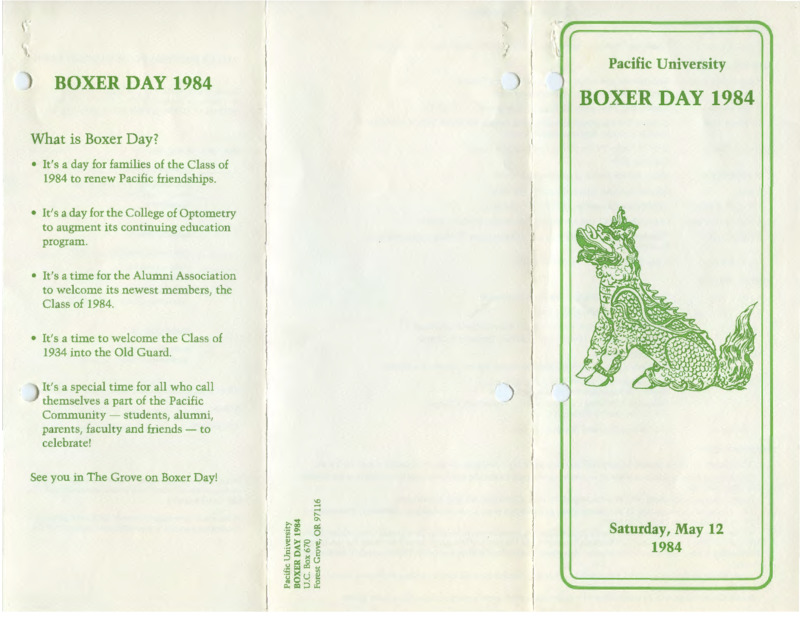 BOXER DAY 1984
What is Boxer Day?
• It's a day for families of the Class of
1984 to renew Pacific friendships.
• It's a day for the College of Optometry
to augment its continuing education
program.
• It's a time for the Alumni Association
to welcome its newest members, the
Class of 1984.
• It's a time to welcome the Class of
1934 into the Old Guard.
It's a special time for all who call
themselves a part of the Pacific
Community — students, alumni,
parents, faculty and friends — to
celebrate!
See you in The Grove on Boxer Day!
Pacific University
BOXER DAY 1984
U.C. Box 670
Forest Grove, OR 97116
Pacific University
BOXER DAY 1984
Saturday, May 12
1984